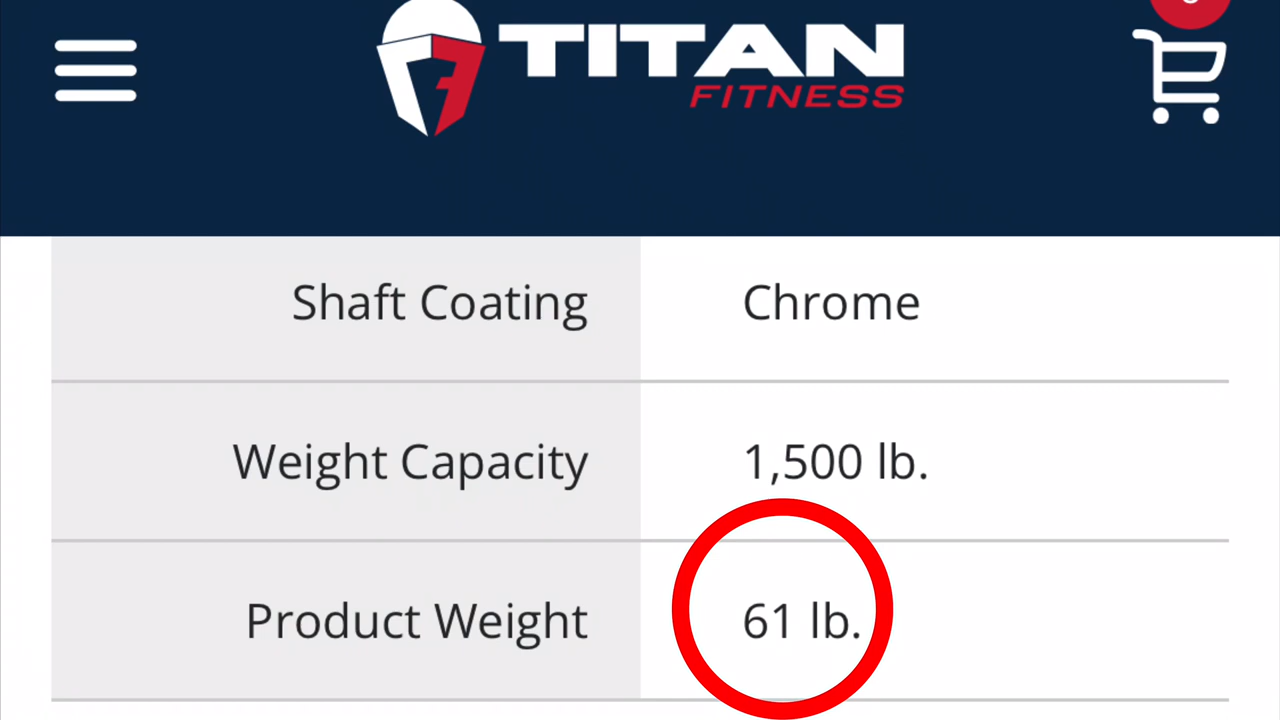 TITAN
FITNESS
Shaft Coating Chrome
Weight Capacity 1,500 lb.
Product Weight 61 lb.